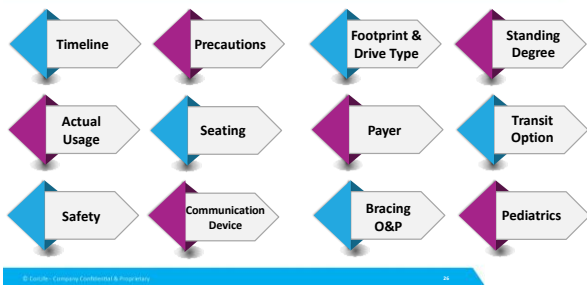 Timeline
Precautions
Footprint &
Drive Type
Standing
Degree
Actual
Usage
Seating
Payer
Transit
Option
Safety
Communication
Device
Bracing
O&P
Pediatrics
© CorLife - Company Confidential & Proprietary
26